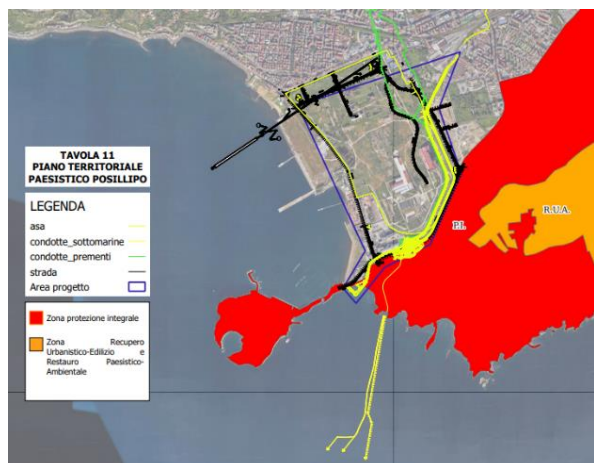 TAVOLA 11
PIANO TERRITORIALE
PAESISTICO POSILLIPO
LEGENDA
asa
condotte_sottomarine
condotte_prementi
strada
Area progetto
Zona protezione integrale
Zona Recupero
Urbanistico-Edilizio e
Restauro Paesistico-
Ambientale
P.I.
R.U.A.